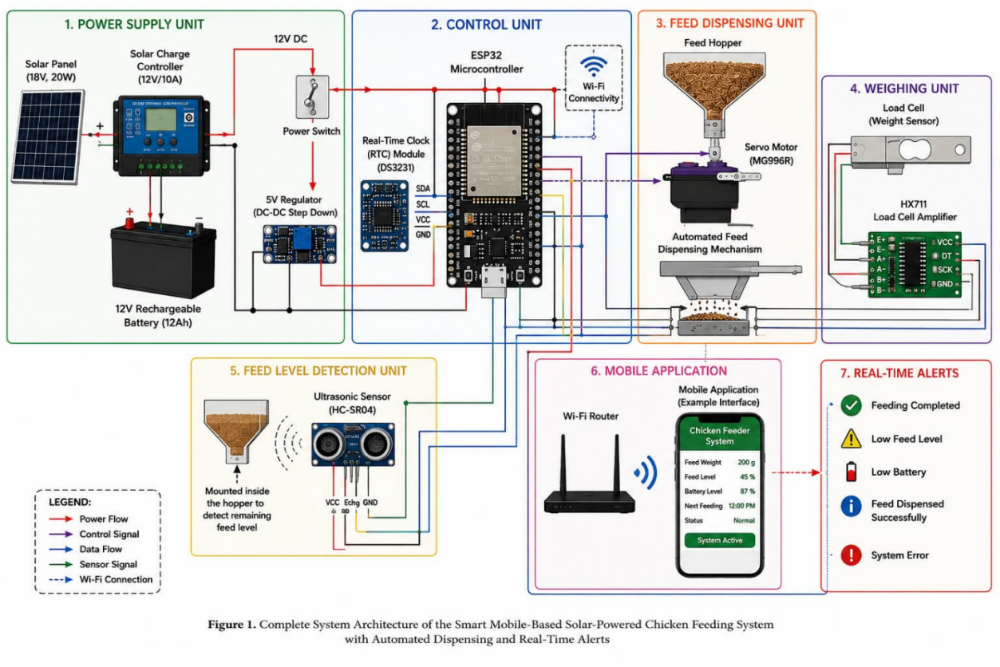 1. POWER SUPPLY UNIT
Solar Panel
(18V, 20W)
Solar Charge
Controller
(12V/10A)
12V DC
Power Switch
+
-
5V Regulator
(DC-DC Step Down)
+
-
12V Rechargeable
Battery (12Ah)
2. CONTROL UNIT
ESP32
Microcontroller
Wi-Fi
Connectivity
Real-Time Clock
(RTC) Module
(DS3231)
SDA
SCL
VCC
GND
3. FEED DISPENSING UNIT
Feed Hopper
Servo Motor
(MG996R)
Automated Feed
Dispensing Mechanism
4. WEIGHING UNIT
Load Cell
(Weight Sensor)
HX711
Load Cell Amplifier
E+
E-
A+
A-
B+
B-
VCC
DT
SCK
GND
5. FEED LEVEL DETECTION UNIT
Ultrasonic Sensor
(HC-SR04)
Mounted inside
the hopper to
detect remaining
feed level
VCC Echg GND
LEGEND:
Power Flow
Control Signal
Data Flow
Sensor Signal
Wi-Fi Connection
6. MOBILE APPLICATION
Wi-Fi Router
Mobile Application
(Example Interface)
Chicken Feeder
System
Feed Weight 200 g
Feed Level 45 %
Battery Level 87 %
Next Feeding 12:00 PM
Status Normal
System Active
7. REAL-TIME ALERTS
Feeding Completed
Low Feed Level
Low Battery
Feed Dispensed
Successfully
System Error
Figure 1. Complete System Architecture of the Smart Mobile-Based Solar-Powered Chicken Feeding System
with Automated Dispensing and Real-Time Alerts